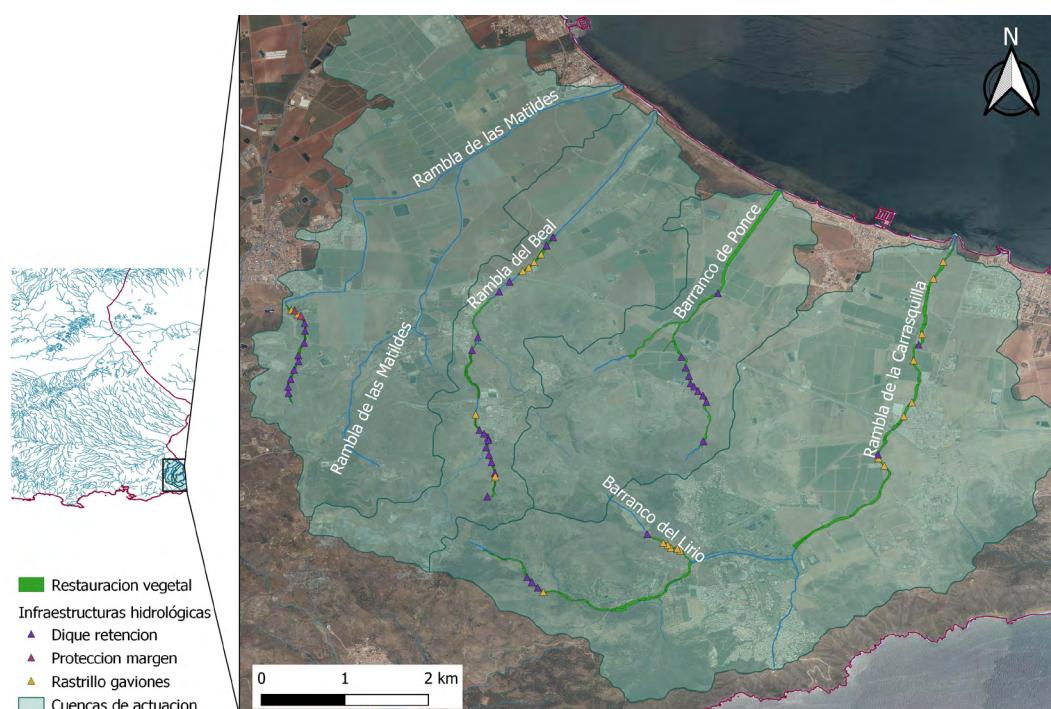 N
Rambla de las Matildes
Rambla del Beal
Barranco de Ponce
Rambla de la Carrasquilla
Rambla de las Matildes
Barranco del Lirio
Restauracion vegetal
Infraestructuras hidrológicas
Dique retencion
Proteccion margen
Rastrillo gaviones
Cuencas de actuacion
0 1 2 km